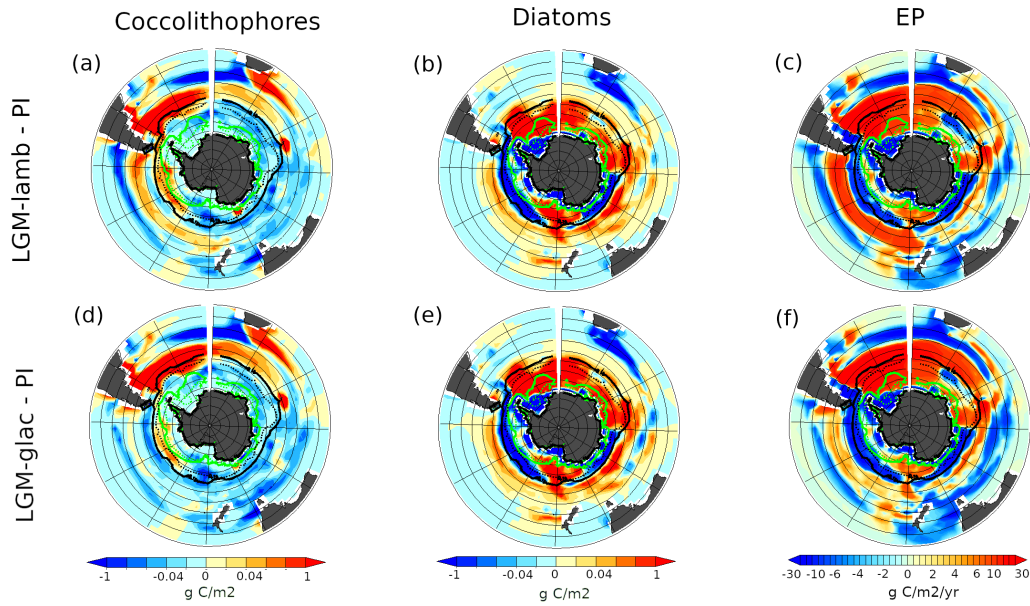 Coccolithophores Diatoms EP
(a) (b) (c)
LGM-lamb - PI
(d) (e) (f)
LGM-glac - PI
-1 -0.04 0 0.04 1
g C/m2
-1 -0.04 0 0.04 1
g C/m2
-30 -10 -6 -4 -2 0 2 4 6 10 30
g C/m2/yr